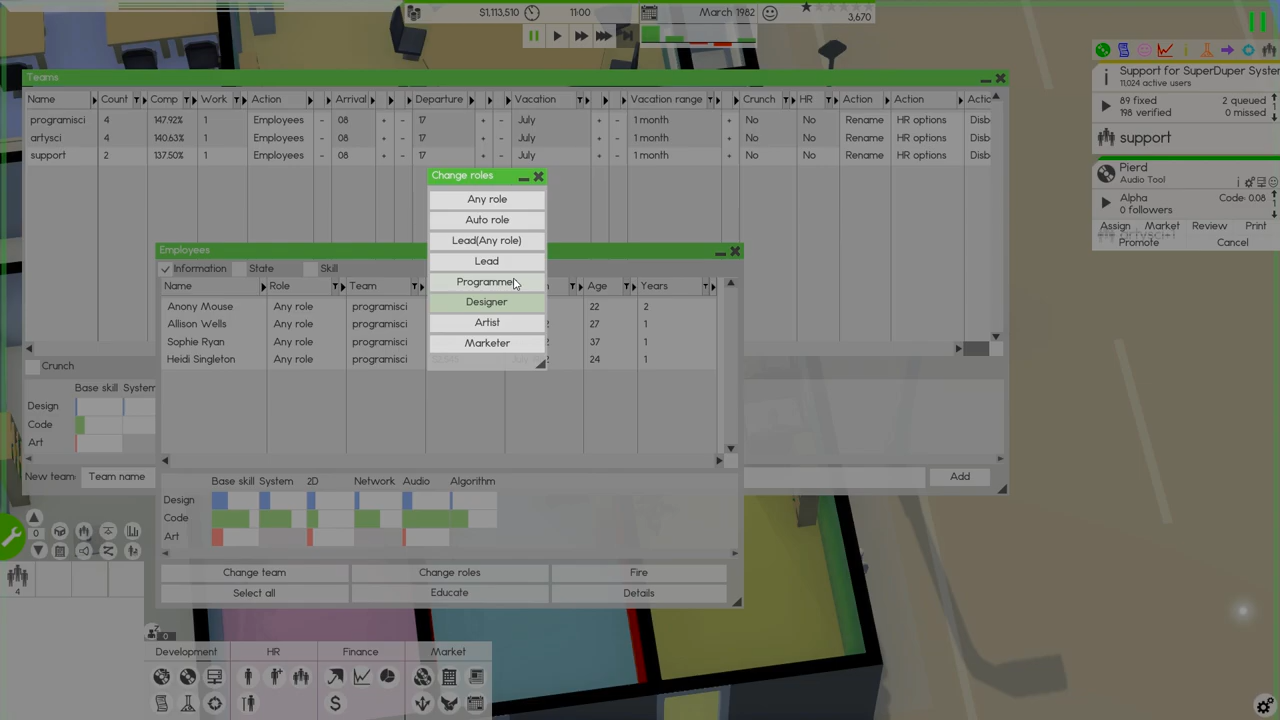 $1,113,510 11:00 March 1982 3,670
Teams
Name Count Comp Work Action Arrival Departure Vacation Vacation range Crunch HR Action Action Actic
programisci 4 147.92% 1 Employees - 08 + - 17 + - July + - 1 month + No No Rename HR options Disb
artysci 4 140.63% 1 Employees - 08 + - 17 + - July + - 1 month + No No Rename HR options Disb
support 2 137.50% 1 Employees - 08 + - 17 + - July + - 1 month + No No Rename HR options Disb
Support for SuperDuper Syste
11,024 active users
89 fixed 2 queued
198 verified 0 missed
support
Pierd
Audio Tool
Alpha Code: 0.08
0 followers
Assign Market Review Print
Promote Cancel
Change roles
Any role
Auto role
Lead(Any role)
Lead
Programme
Designer
Artist
Marketer
Employees
Information State Skill
Name Role Team Age Years
Anony Mouse Any role programisci 22 2
Allison Wells Any role programisci 27 1
Sophie Ryan Any role programisci 37 1
Heidi Singleton Any role programisci 24 1
Crunch
Base skill System
Design
Code
Art
New team Team name Add
Base skill System 2D Network Audio Algorithm
Design
Code
Art
Change team Change roles Fire
Select all Educate Details
0
4
0
Development HR Finance Market